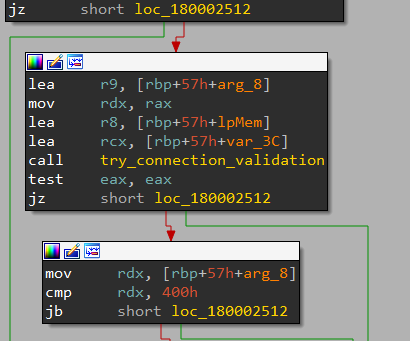 jz short loc_180002512
lea r9, [rbp+57h+arg_8]
mov rdx, rax
lea r8, [rbp+57h+lpMem]
lea rcx, [rbp+57h+var_3C]
call try_connection_validation
test eax, eax
jz short loc_180002512
mov rdx, [rbp+57h+arg_8]
cmp rdx, 400h
jb short loc_180002512